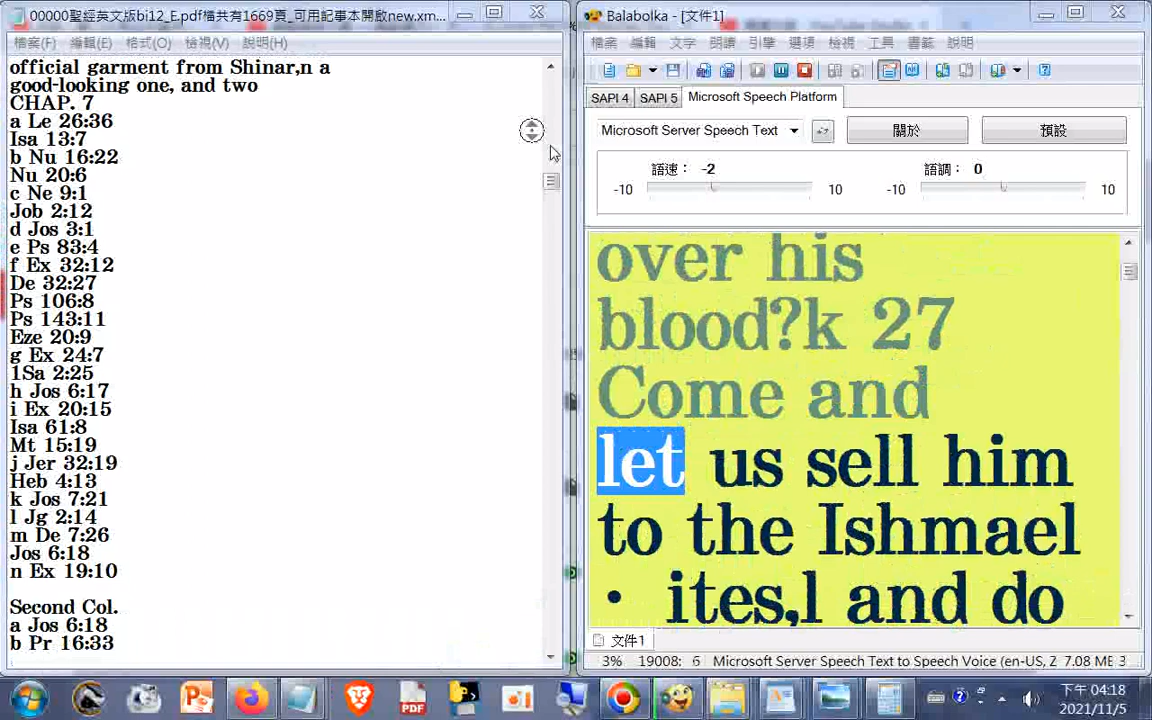 00000聖經英文版bi12_E.pdf檔共有1669頁_可用記事本開啟new.xm...
檔案(F) 編輯(E) 格式(O) 檢視(V) 說明(H)
official garment from Shinar,n a
good-looking one, and two
CHAP. 7
a Le 26:36
Isa 13:7
b Nu 16:22
Nu 20:6
c Ne 9:1
Job 2:12
d Jos 3:1
e Ps 83:4
f Ex 32:12
De 32:27
Ps 106:8
Ps 143:11
Eze 20:9
g Ex 24:7
1Sa 2:25
h Jos 6:17
i Ex 20:15
Isa 61:8
Mt 15:19
j Jer 32:19
Heb 4:13
k Jos 7:21
l Jg 2:14
m De 7:26
Jos 6:18
n Ex 19:10
Second Col.
a Jos 6:18
b Pr 16:33
Balabolka - [文件1]
檔案 編輯 文字 朗讀 引擎 選項 檢視 工具 書籤 說明
SAPI 4 SAPI 5 Microsoft Speech Platform
Microsoft Server Speech Text 關於 預設
語速： -2 語調： 0
-10 10 -10 10
over his
blood?k 27
Come and
let us sell him
to the Ishmael
• ites,l and do
文件1
3% 19008: 6 Microsoft Server Speech Text to Speech Voice (en-US, Z 7.08 ME 3
下午 04:18
2021/11/5